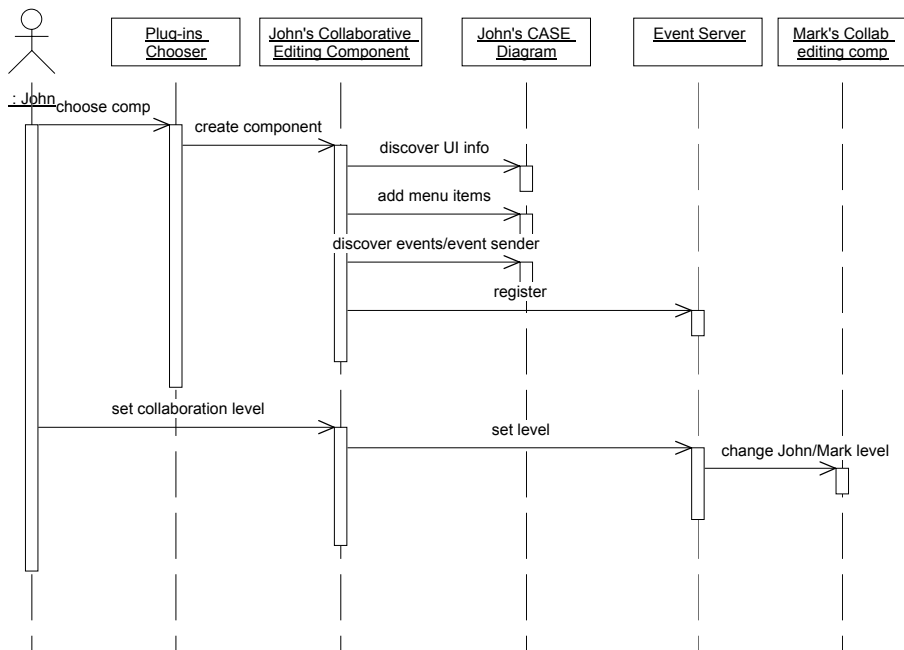 Plug-ins
Chooser
John's Collaborative
Editing Component
John's CASE
Diagram
Event Server
Mark's Collab
editing comp
: John
choose comp
create component
discover UI info
add menu items
discover events/event sender
register
set collaboration level
set level
change John/Mark level